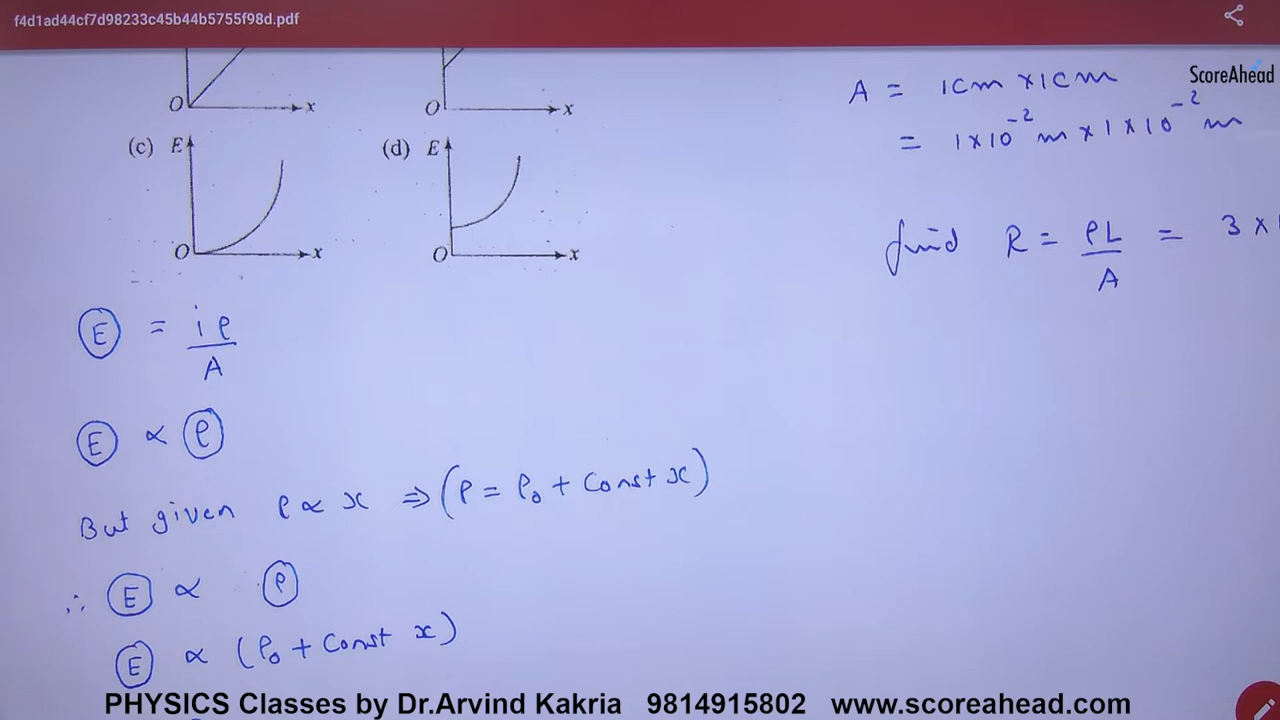 f4d1ad44cf7d98233c45b44b5755f98d.pdf
ScoreAhead
O x
O x
(c) E
O x
(d) E
O x
E = iρ/A
E ∝ ρ
But given ρ ∝ x ⇒ (ρ = ρ₀ + Const x)
∴ E ∝ ρ
E ∝ (ρ₀ + Const x)
A = 1cm × 1cm
= 1×10⁻² m × 1×10⁻² m
find R = ρL/A = 3 ×
PHYSICS Classes by Dr.Arvind Kakria 9814915802 www.scoreahead.com